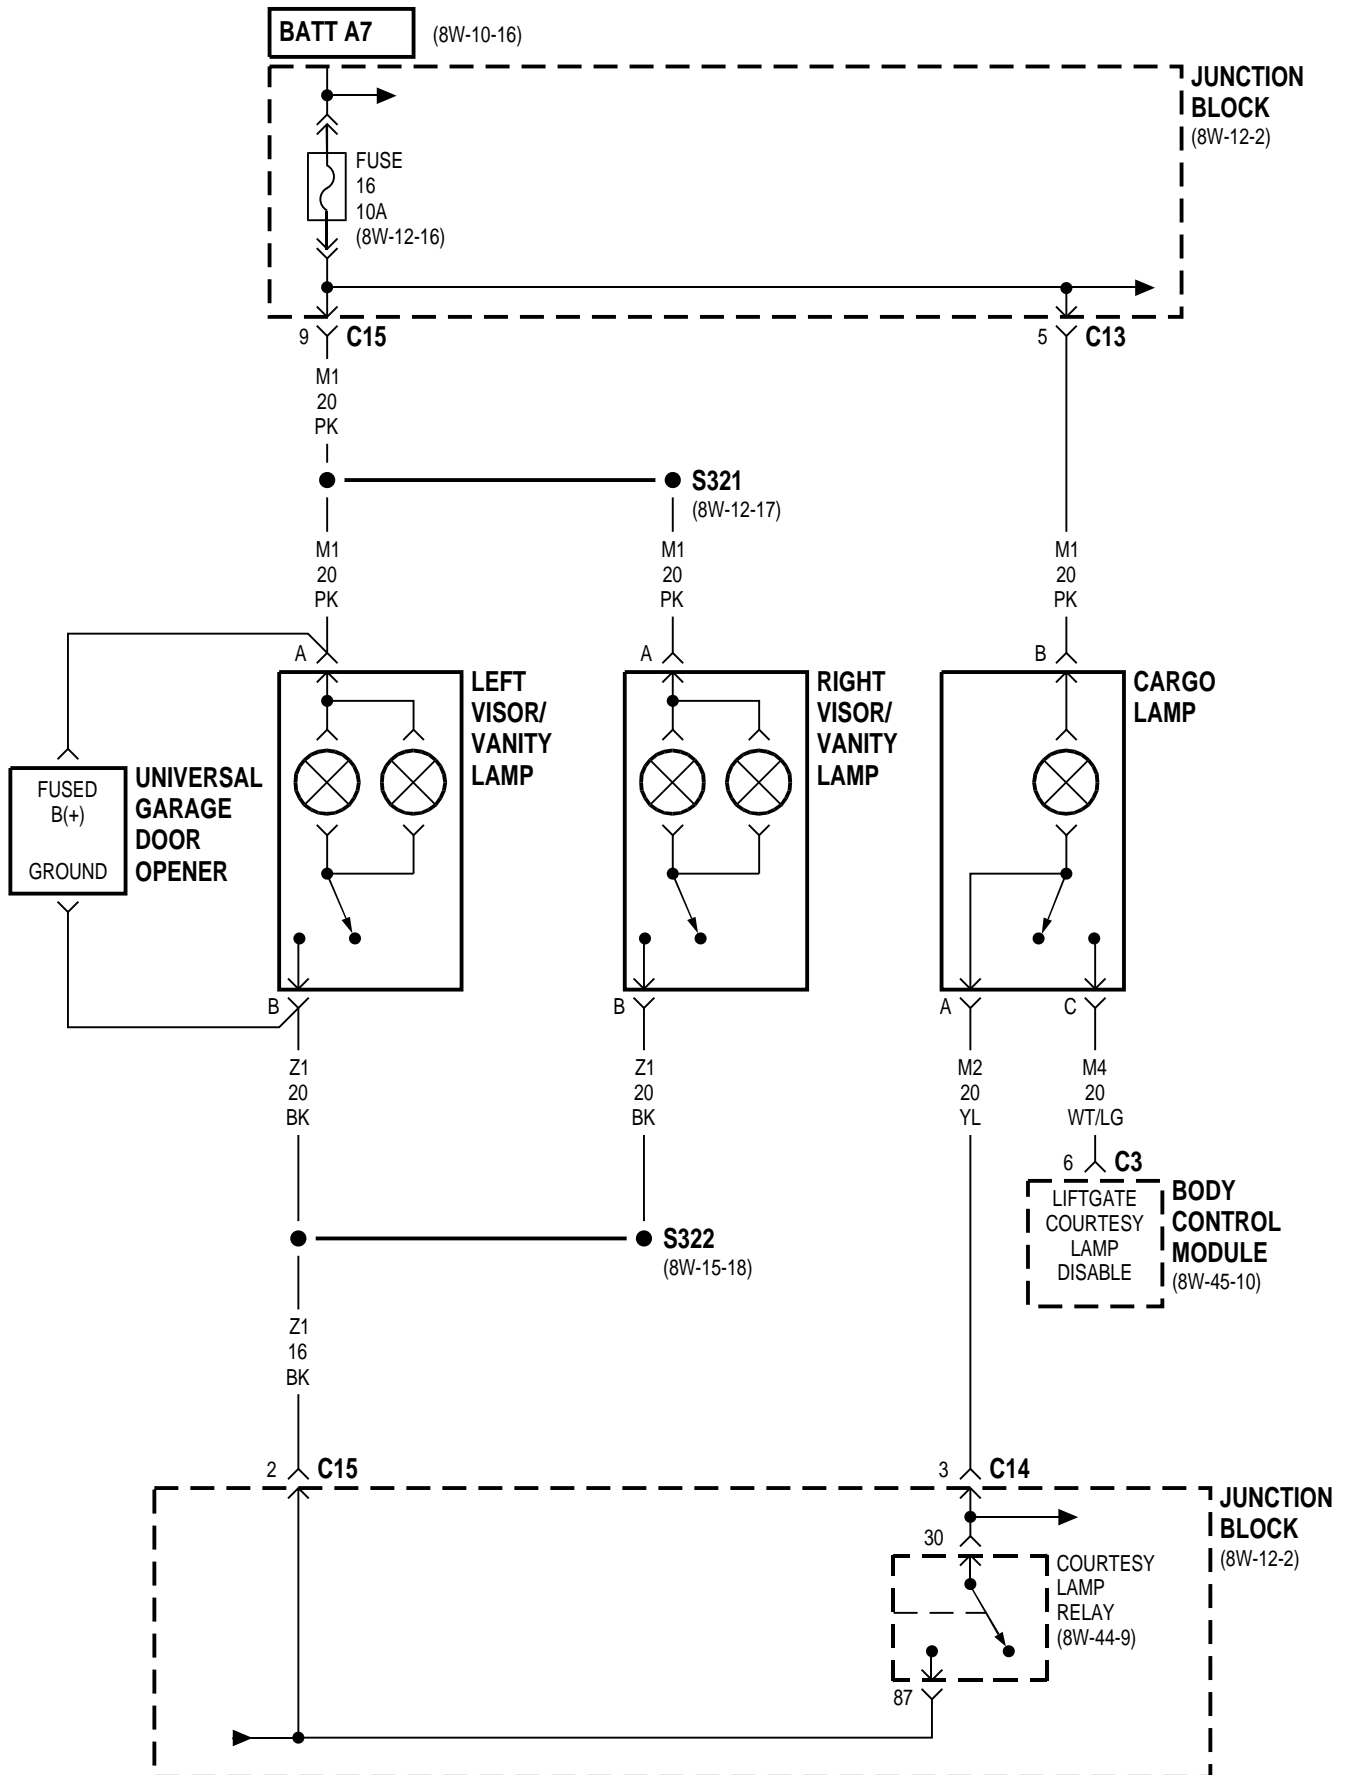 BATT A7
(8W-10-16)
JUNCTION
BLOCK
(8W-12-2)
FUSE
16
10A
(8W-12-16)
9
C15
5
C13
M1
20
PK
S321
(8W-12-17)
M1
20
PK
M1
20
PK
M1
20
PK
A
A
B
LEFT
VISOR/
VANITY
LAMP
RIGHT
VISOR/
VANITY
LAMP
CARGO
LAMP
FUSED
B(+)
GROUND
UNIVERSAL
GARAGE
DOOR
OPENER
B
B
A
C
Z1
20
BK
Z1
20
BK
M2
20
YL
M4
20
WT/LG
6
C3
LIFTGATE
COURTESY
LAMP
DISABLE
BODY
CONTROL
MODULE
(8W-45-10)
S322
(8W-15-18)
Z1
16
BK
2
C15
3
C14
JUNCTION
BLOCK
(8W-12-2)
30
COURTESY
LAMP
RELAY
(8W-44-9)
87